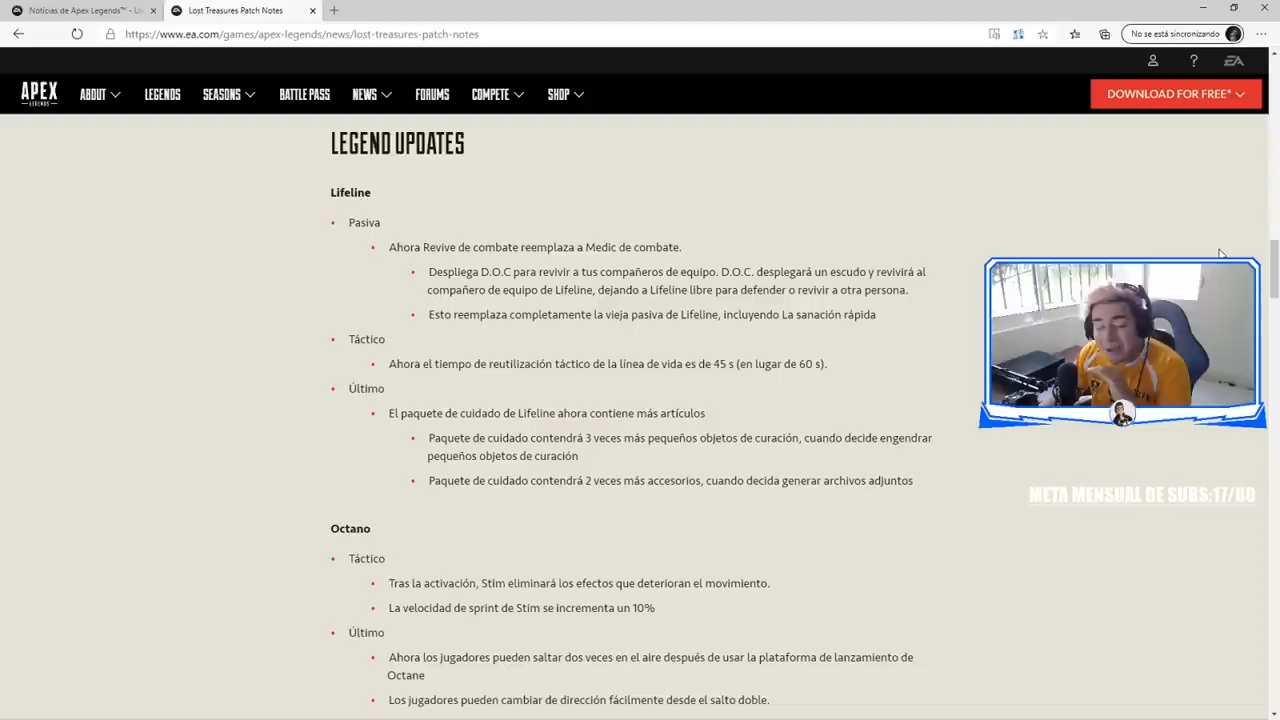 Noticias de Apex Legends™ - Un
Lost Treasures Patch Notes
https://www.ea.com/games/apex-legends/news/lost-treasures-patch-notes
No se está sincronizando
APEX
LEGENDS
ABOUT
LEGENDS
SEASONS
BATTLE PASS
NEWS
FORUMS
COMPETE
SHOP
EA
DOWNLOAD FOR FREE*
LEGEND UPDATES
Lifeline
• Pasiva
• Ahora Revive de combate reemplaza a Medic de combate.
• Despliega D.O.C para revivir a tus compañeros de equipo. D.O.C. desplegará un escudo y revivirá al
compañero de equipo de Lifeline, dejando a Lifeline libre para defender o revivir a otra persona.
• Esto reemplaza completamente la vieja pasiva de Lifeline, incluyendo La sanación rápida
• Táctico
• Ahora el tiempo de reutilización táctico de la línea de vida es de 45 s (en lugar de 60 s).
• Último
• El paquete de cuidado de Lifeline ahora contiene más artículos
• Paquete de cuidado contendrá 3 veces más pequeños objetos de curación, cuando decide engendrar
pequeños objetos de curación
• Paquete de cuidado contendrá 2 veces más accesorios, cuando decida generar archivos adjuntos
META MENSUAL DE SUBS:17/80
Octano
• Táctico
• Tras la activación, Stim eliminará los efectos que deterioran el movimiento.
• La velocidad de sprint de Stim se incrementa un 10%
• Último
• Ahora los jugadores pueden saltar dos veces en el aire después de usar la plataforma de lanzamiento de
Octane
• Los jugadores pueden cambiar de dirección fácilmente desde el salto doble.